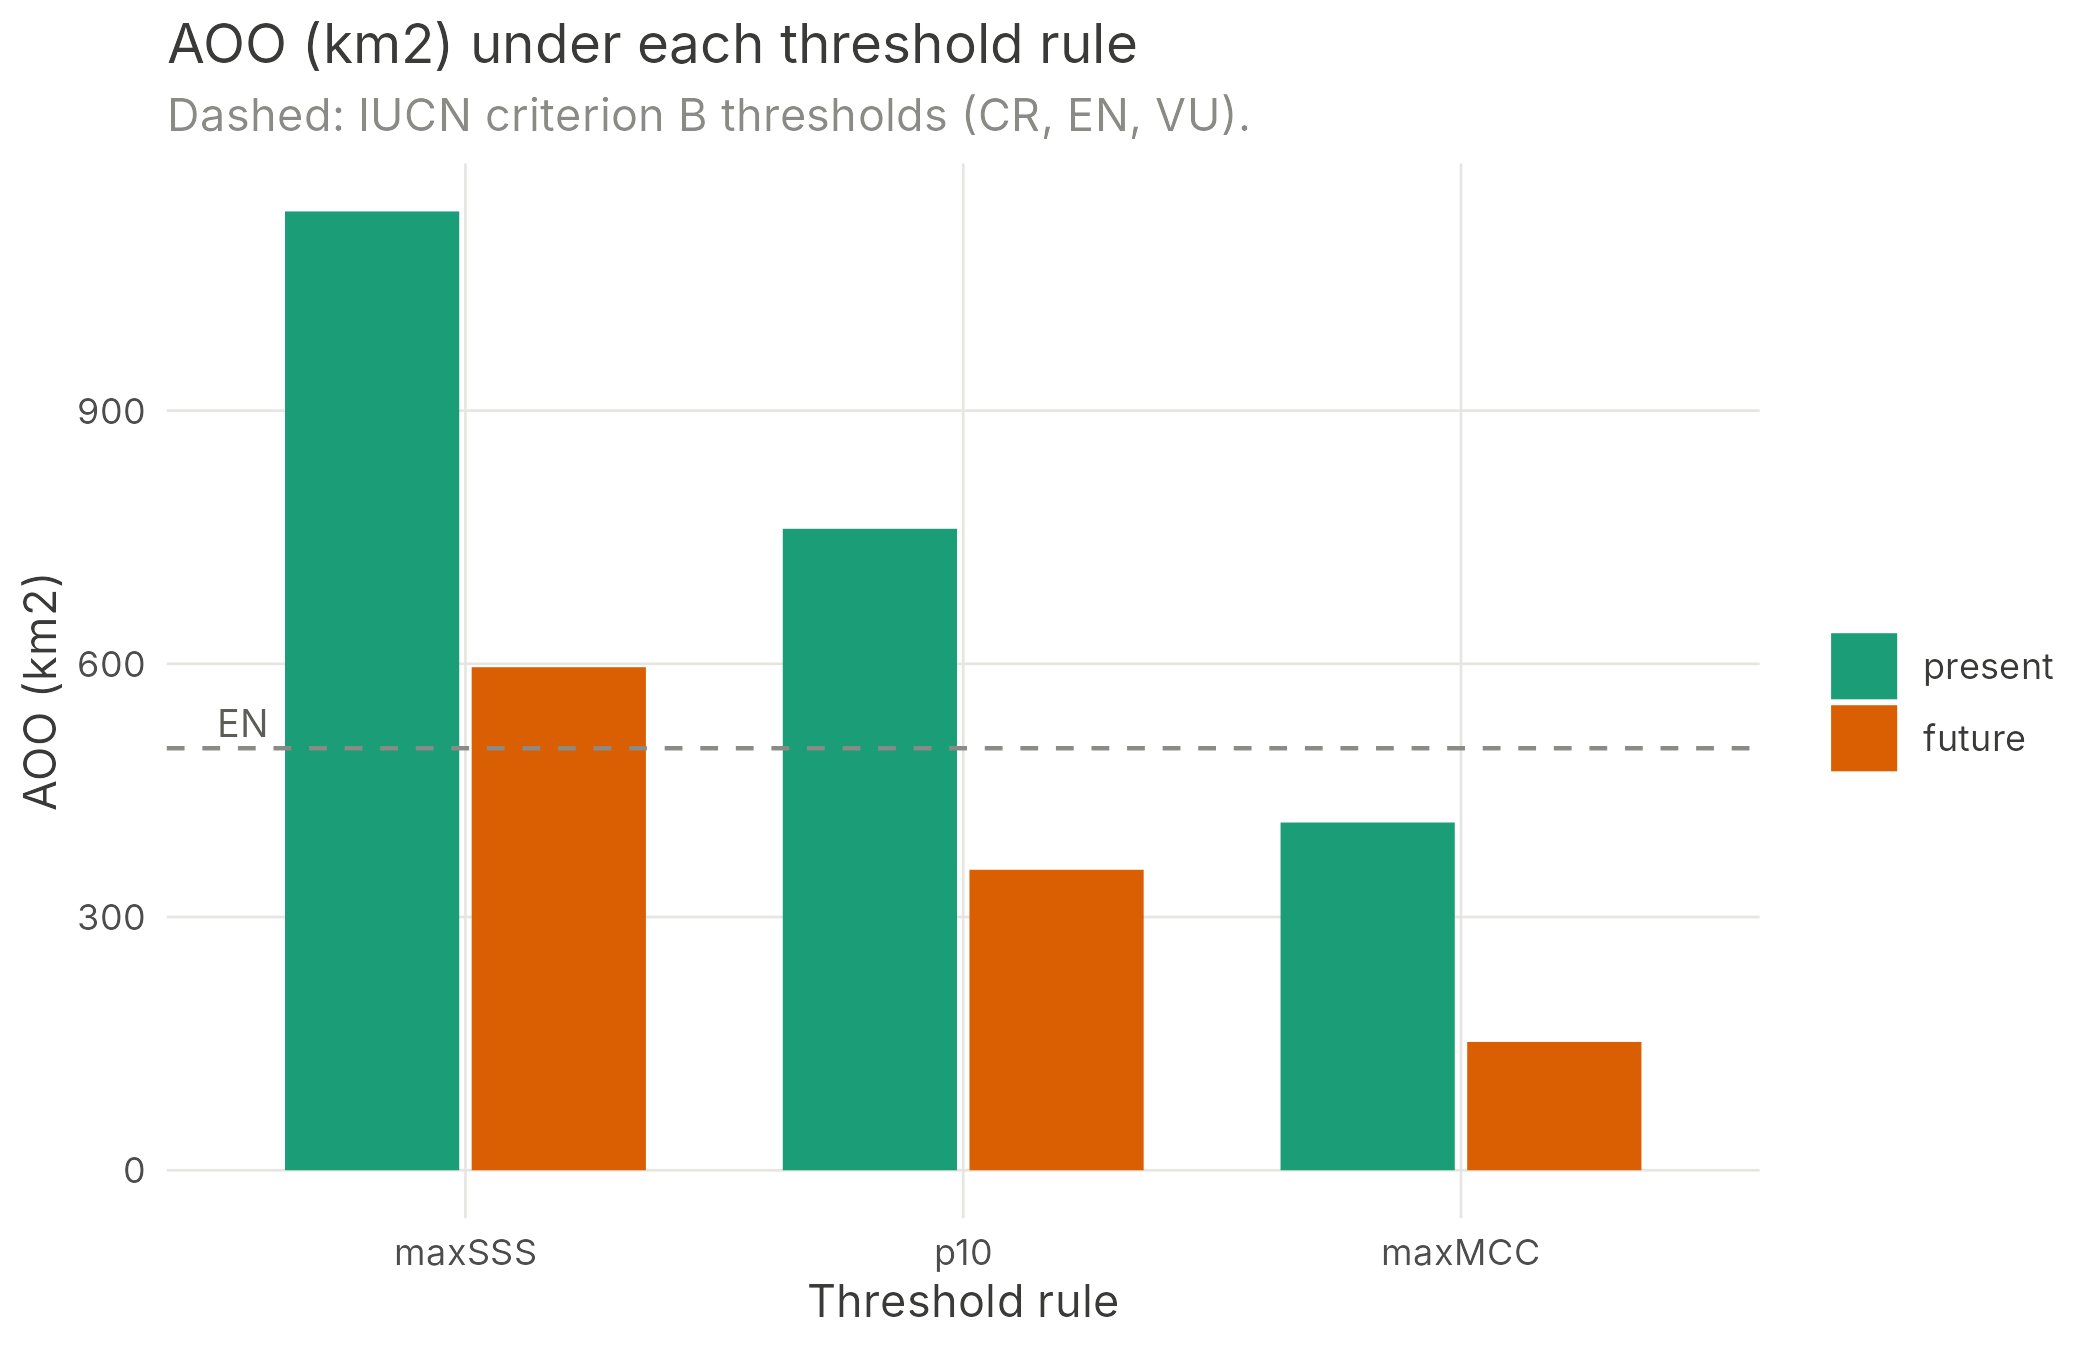 AOO (km2) under each threshold rule
Dashed: IUCN criterion B thresholds (CR, EN, VU).
AOO (km2)
900
600
300
0
EN
maxSSS
p10
maxMCC
Threshold rule
present
future